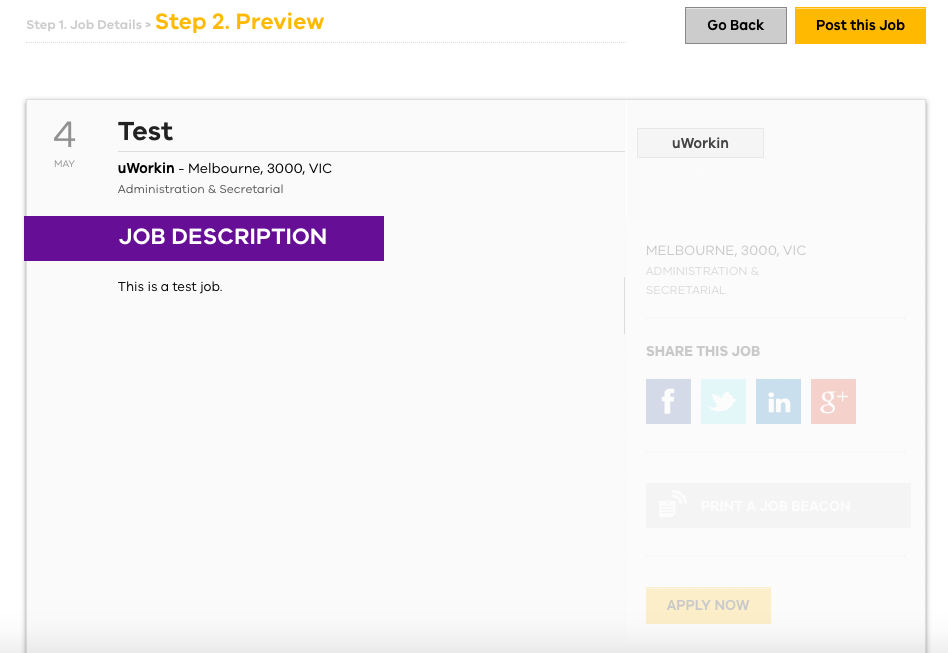 Step 1. Job Details > Step 2. Preview
Go Back
Post this Job
4
MAY
Test
uWorkin - Melbourne, 3000, VIC
Administration & Secretarial
JOB DESCRIPTION
This is a test job.
uWorkin
MELBOURNE, 3000, VIC
ADMINISTRATION &
SECRETARIAL
SHARE THIS JOB
f
in
g+
PRINT A JOB BEACON
APPLY NOW